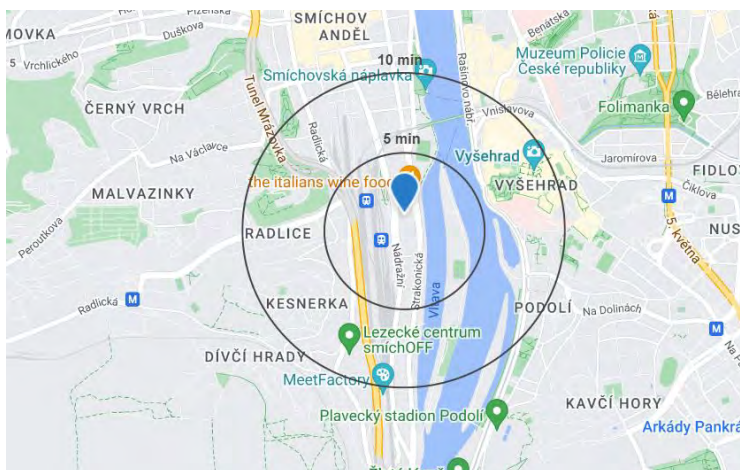 MOVKA
Plzeňská
Duškova
5 Vrchlického
SMÍCHOV
ANDĚL
10 min
Smíchovská náplavka
Rašínovo nábř.
Benátská
Muzeum Policie
České republiky
Bělehra
Folimanka
ČERNÝ VRCH
Tunel Mrázovka
Radlická
Vnislavova
5 min
Na Václavce
Vyšehrad
Jaromírova
FIDLO
Čiklova
the italians wine food
VYŠEHRAD
MALVAZINKY
Peroutkova
M
5. května
NUS
RADLICE
Nádražní
Strakonická
Vltava
Radlická
M
KESNERKA
PODOLÍ
Na Dolinách
M
Lezecké centrum
smíchOFF
DÍVČÍ HRADY
MeetFactory
KAVČÍ HORY
Plavecký stadion Podolí
Arkády Pankrá